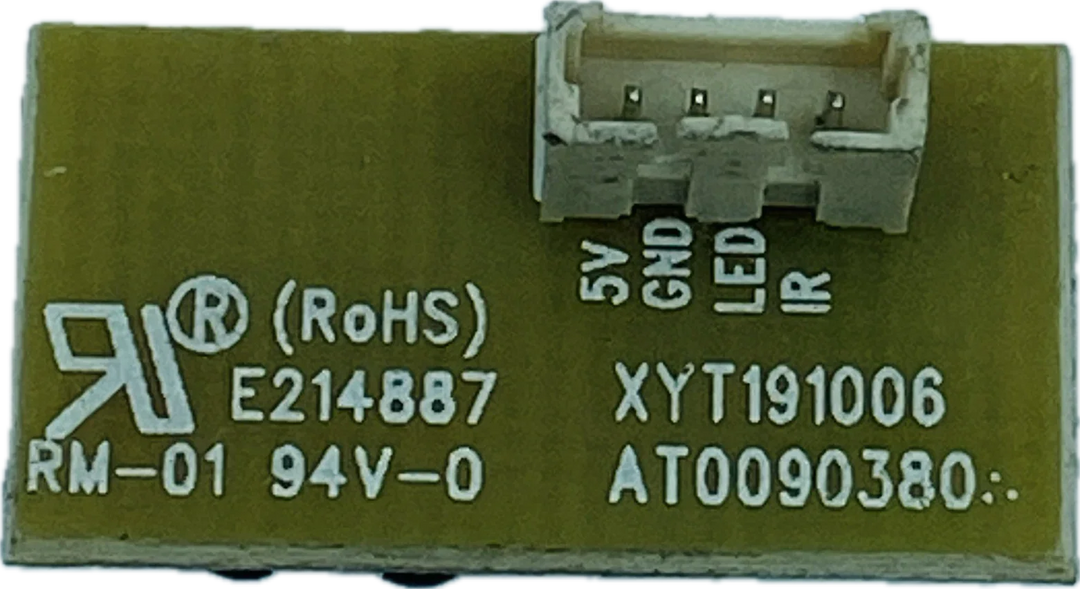 5V
GND
LED
IR
® (RoHS)
E214887
RM-01 94V-0
XYT191006
AT0090380